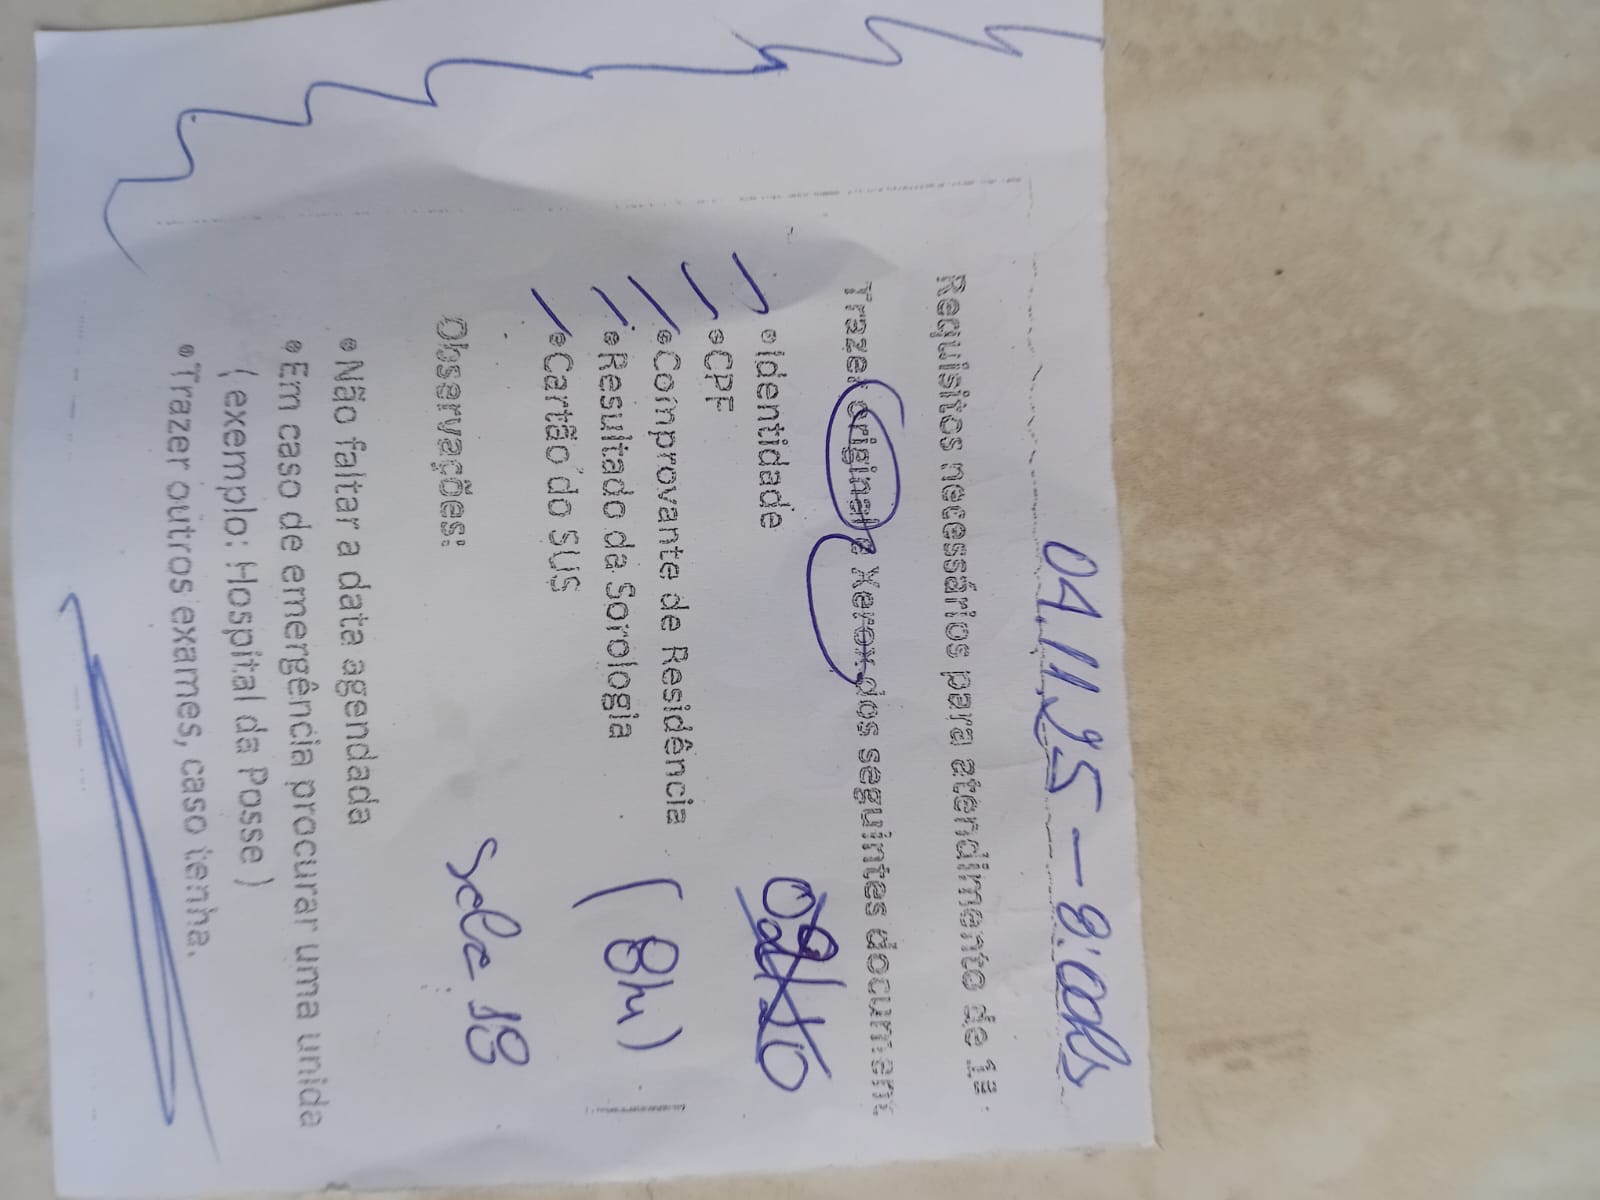 04.11.25 - 8:00hs
Requisitos necessários para atendimento de 1ª
Trazer original e Xerox dos seguintes document
• Identidade
• CPF
• Comprovante de Residência
• Resultado da Sorologia (8h)
• Cartão do SUS
Observações: sala 18
• Não faltar a data agendada
• Em caso de emergência procurar uma unida
( exemplo: Hospital da Posse )
• Trazer outros exames, caso tenha.